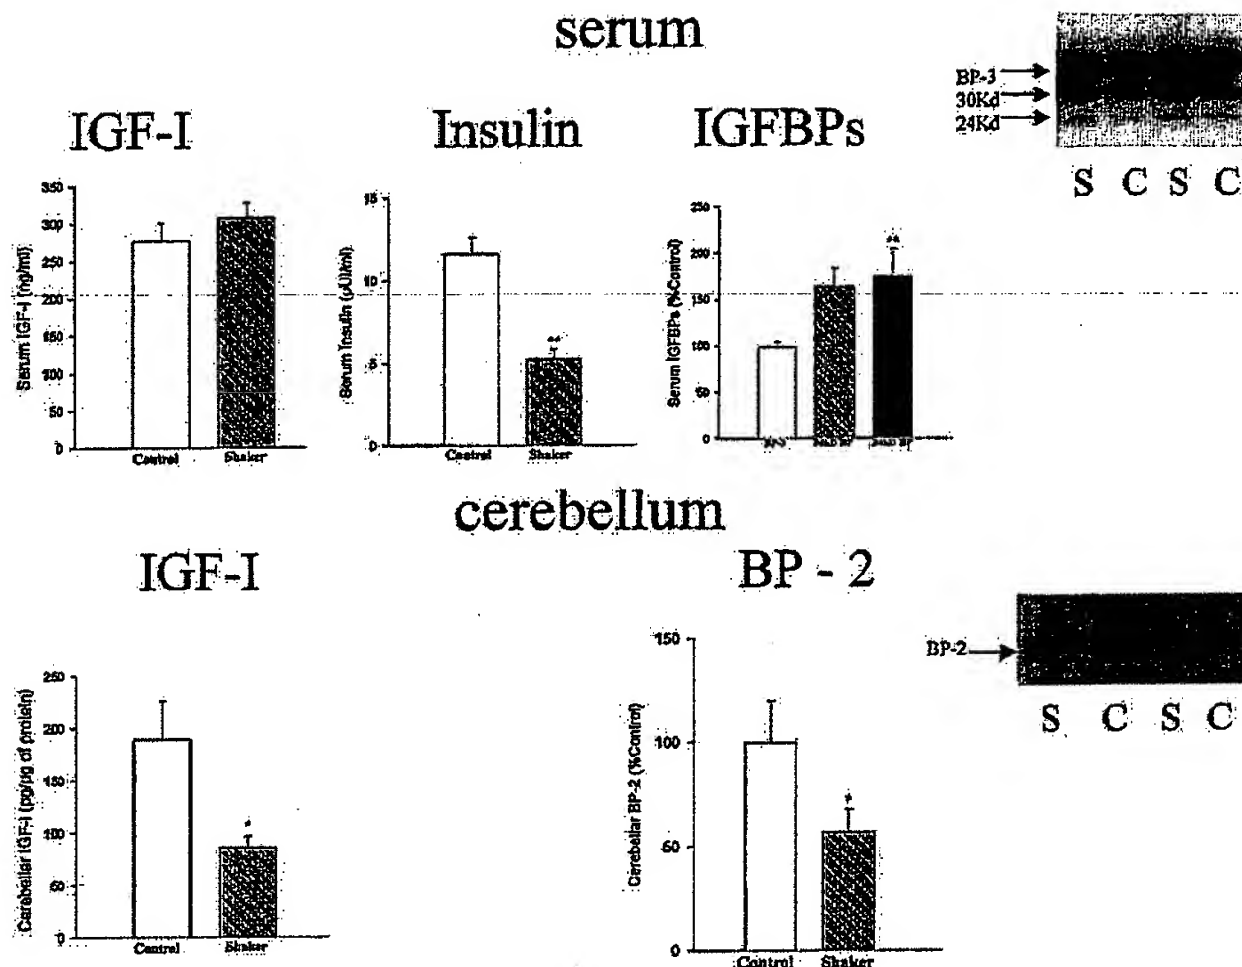 serum
BP-3
30Kd
24Kd
S C S C
IGF-I
Insulin
IGFBPs
Serum IGF-I (ng/ml)
350
300
250
200
150
100
50
0
Control
Shaker
Serum Insulin (µUI/ml)
15
10
5
0
**
Control
Shaker
Serum IGFBPs (%Control)
250
200
150
100
50
0
**
BP-3
cerebellum
IGF-I
BP - 2
BP-2
S C S C
Cerebellar IGF-I (pg/µg of protein)
250
200
150
100
50
0
*
Control
Shaker
Cerebellar BP-2 (%Control)
150
100
50
0
*
Control
Shaker